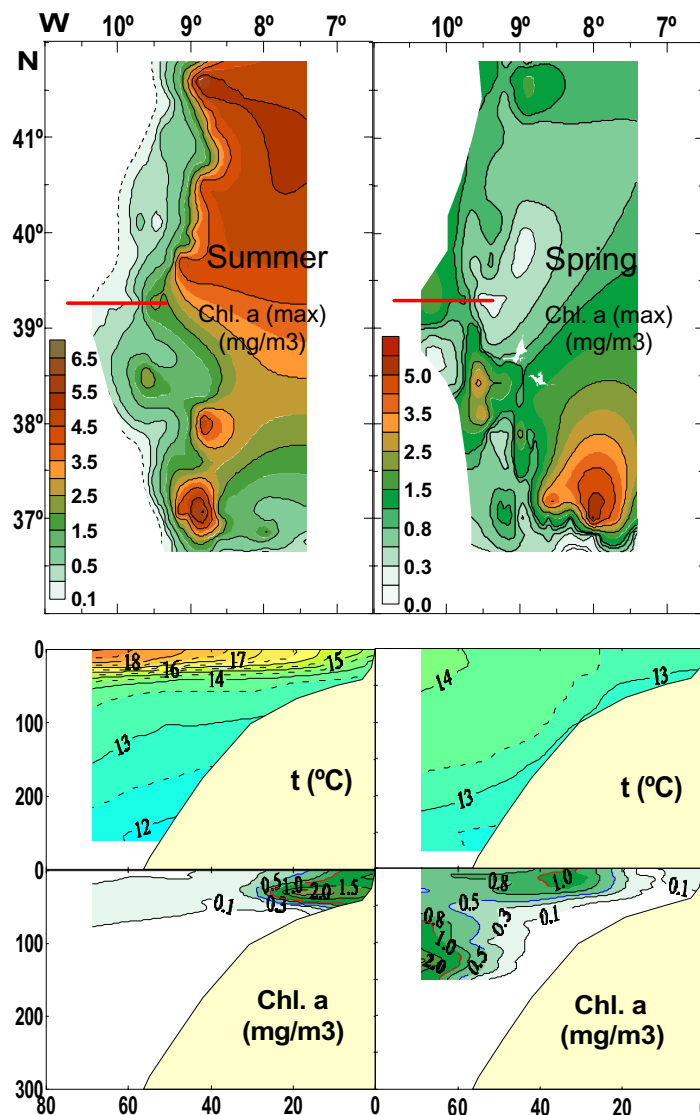 W 10º 9º 8º 7º 10º 9º 8º 7º
N
41º
40º
39º
38º
37º
Summer
Chl. a (max)
(mg/m3)
6.5
5.5
4.5
3.5
2.5
1.5
0.5
0.1
Spring
Chl. a (max)
(mg/m3)
5.0
3.5
2.5
1.5
0.8
0.3
0.0
0
100
200
18 16 17 15
14
13
12
t (ºC)
14 13
13
t (ºC)
0
100
200
300
0.5 1.0 2.0 1.5
0.1 0.3
Chl. a
(mg/m3)
0.8 1.0 0.1
0.5
0.8 0.3 0.1
1.0 0.5
2.0
Chl. a
(mg/m3)
80 60 40 20 80 60 40 20 0